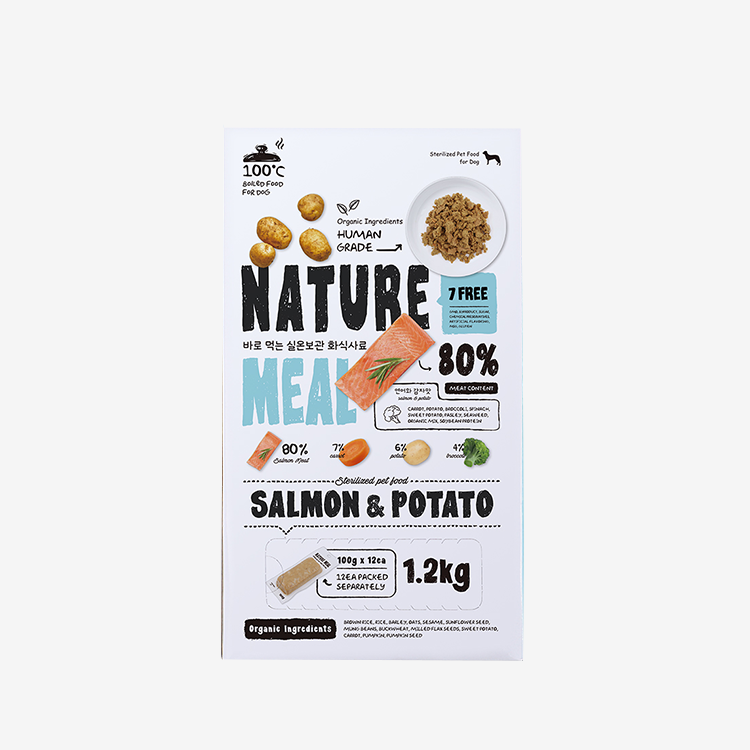 100°C
BOILED FOOD
FOR DOG
Sterilized Pet Food
for Dog
Organic Ingredients
HUMAN
GRADE
NATURE
7 FREE
바로 먹는 실온보관 화식사료
MEAL
80%
MEAT CONTENT
연어와 감자맛
salmon & potato
CARROT, POTATO, BROCCOLI, SPINACH,
SWEET POTATO, PASLEY, SEAWEED,
ORGANIC MIX, SOYBEAN PROTEIN
80%
Salmon Meat
7%
carrot
6%
potato
4%
broccoli
Sterilized pet food
SALMON & POTATO
100g x 12ea
12EA PACKED
SEPARATELY
1.2kg
Organic Ingredients
BROWN RICE, RICE, BARLEY, OATS, SESAME, SUNFLOWER SEED,
MUNG BEANS, BUCKWHEAT, MILLED FLAX SEEDS, SWEET POTATO,
CARROT, PUMPKIN, PUMPKIN SEED